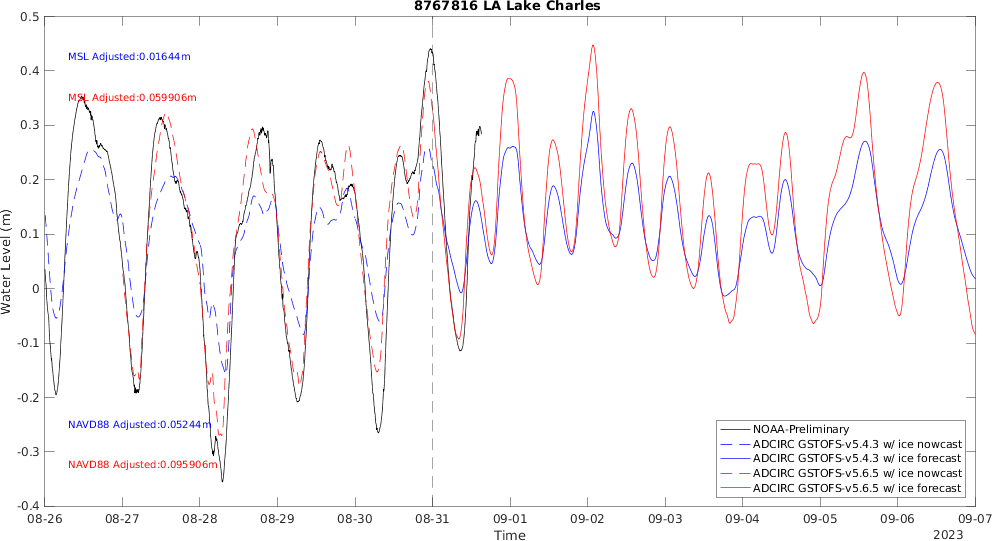 8767816 LA Lake Charles
0.5
0.4
0.3
0.2
0.1
0
-0.1
-0.2
-0.3
-0.4
Water Level (m)
MSL Adjusted:0.01644m
MSL Adjusted:0.059906m
NAVD88 Adjusted:0.05244m
NAVD88 Adjusted:0.095906m
NOAA-Preliminary
ADCIRC GSTOFS-v5.4.3 w/ ice nowcast
ADCIRC GSTOFS-v5.4.3 w/ ice forecast
ADCIRC GSTOFS-v5.6.5 w/ ice nowcast
ADCIRC GSTOFS-v5.6.5 w/ ice forecast
08-26 08-27 08-28 08-29 08-30 08-31 09-01 09-02 09-03 09-04 09-05 09-06 09-07
Time
2023